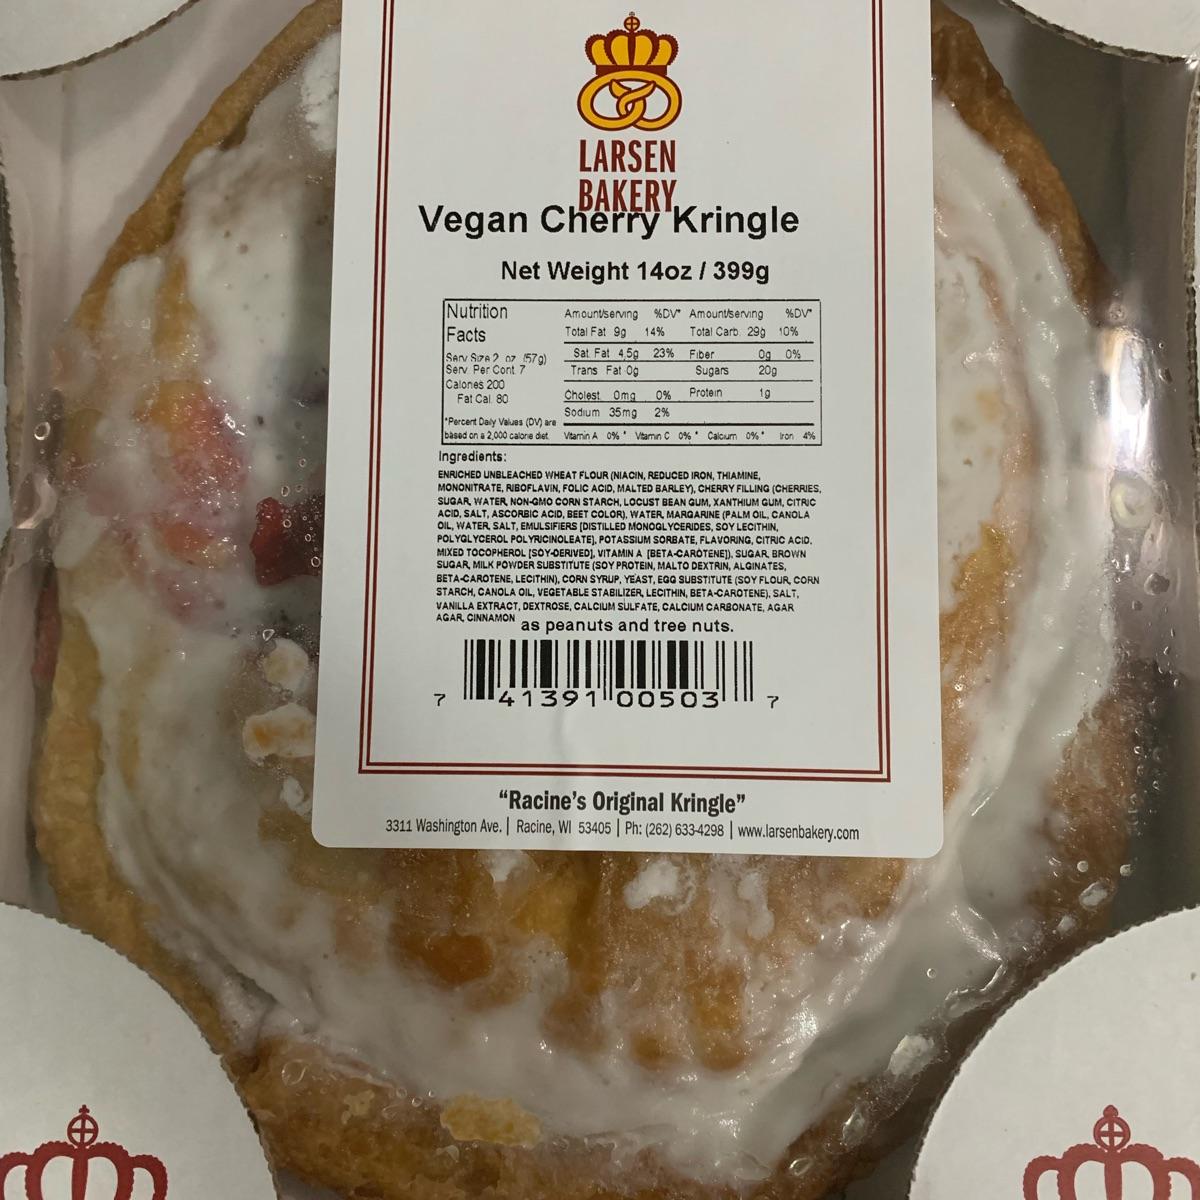 LARSEN
BAKERY
Vegan Cherry Kringle
Net Weight 14oz / 399g
Nutrition
Facts
Serv Size 2 oz (57g)
Serv. Per Cont. 7
Calories 200
Fat Cal. 80
*Percent Daily Values (DV) are
based on a 2,000 calorie diet.
Amount/serving %DV* Amount/serving %DV*
Total Fat 9g 14% Total Carb. 29g 10%
Sat. Fat 4.5g 23% Fiber 0g 0%
Trans Fat 0g Sugars 20g
Cholest. 0mg 0% Protein 1g
Sodium 35mg 2%
Vitamin A 0% * Vitamin C 0% * Calcium 0% * Iron 4%
Ingredients:
ENRICHED UNBLEACHED WHEAT FLOUR (NIACIN, REDUCED IRON, THIAMINE,
MONONITRATE, RIBOFLAVIN, FOLIC ACID, MALTED BARLEY), CHERRY FILLING (CHERRIES,
SUGAR, WATER, NON-GMO CORN STARCH, LOCUST BEAN GUM, XANTHIUM GUM, CITRIC
ACID, SALT, ASCORBIC ACID, BEET COLOR), WATER, MARGARINE (PALM OIL, CANOLA
OIL, WATER, SALT, EMULSIFIERS [DISTILLED MONOGLYCERIDES, SOY LECITHIN,
POLYGLYCEROL POLYRICINOLEATE], POTASSIUM SORBATE, FLAVORING, CITRIC ACID,
MIXED TOCOPHEROL [SOY-DERIVED], VITAMIN A [BETA-CAROTENE]), SUGAR, BROWN
SUGAR, MILK POWDER SUBSTITUTE (SOY PROTEIN, MALTO DEXTRIN, ALGINATES,
BETA-CAROTENE, LECITHIN), CORN SYRUP, YEAST, EGG SUBSTITUTE (SOY FLOUR, CORN
STARCH, CANOLA OIL, VEGETABLE STABILIZER, LECITHIN, BETA-CAROTENE), SALT,
VANILLA EXTRACT, DEXTROSE, CALCIUM SULFATE, CALCIUM CARBONATE, AGAR
AGAR, CINNAMON as peanuts and tree nuts.
7 41391 00503 7
"Racine's Original Kringle"
3311 Washington Ave. | Racine, WI 53405 | Ph: (262) 633-4298 | www.larsenbakery.com